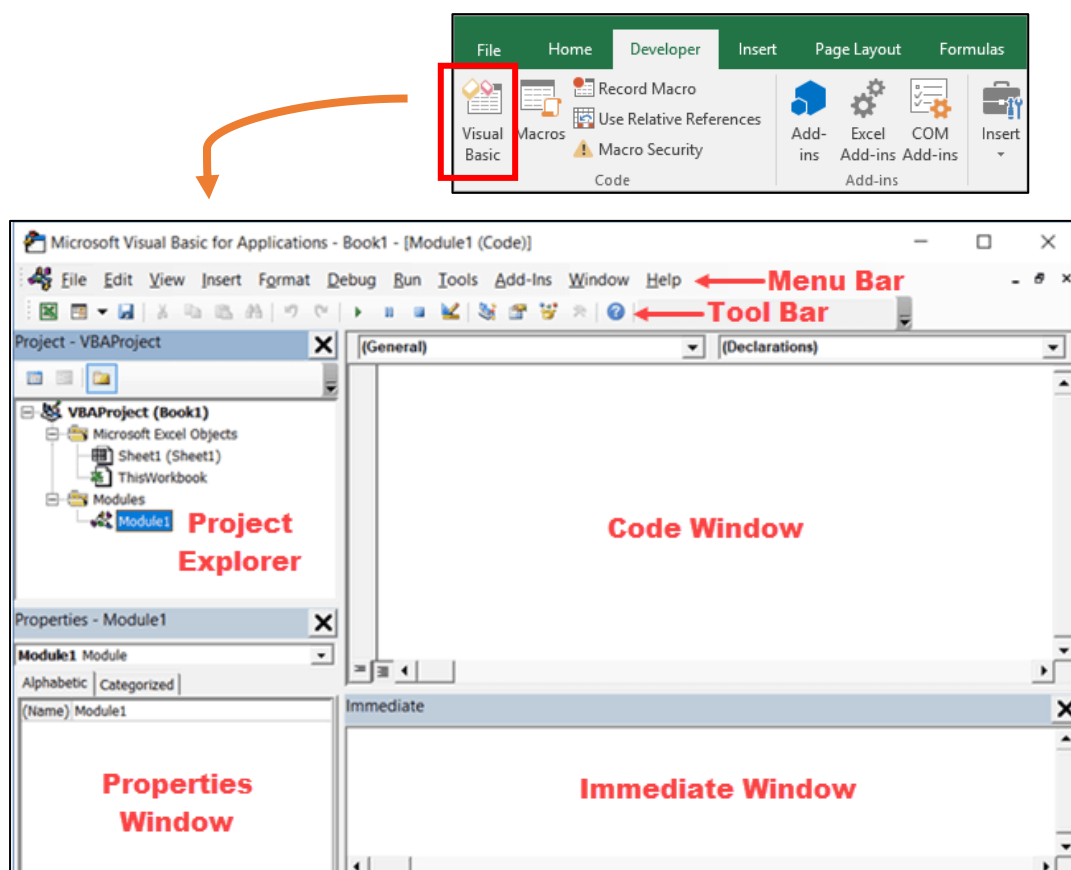 File Home Developer Insert Page Layout Formulas
Visual Basic
Macros
Record Macro
Use Relative References
Macro Security
Code
Add-ins
Excel Add-ins
COM Add-ins
Add-ins
Insert
Microsoft Visual Basic for Applications - Book1 - [Module1 (Code)]
File Edit View Insert Format Debug Run Tools Add-Ins Window Help
Menu Bar
Tool Bar
Project - VBAProject
(General) (Declarations)
VBAProject (Book1)
Microsoft Excel Objects
Sheet1 (Sheet1)
ThisWorkbook
Modules
Module1
Project
Explorer
Code Window
Properties - Module1
Module1 Module
Alphabetic Categorized
(Name) Module1
Properties
Window
Immediate
Immediate Window